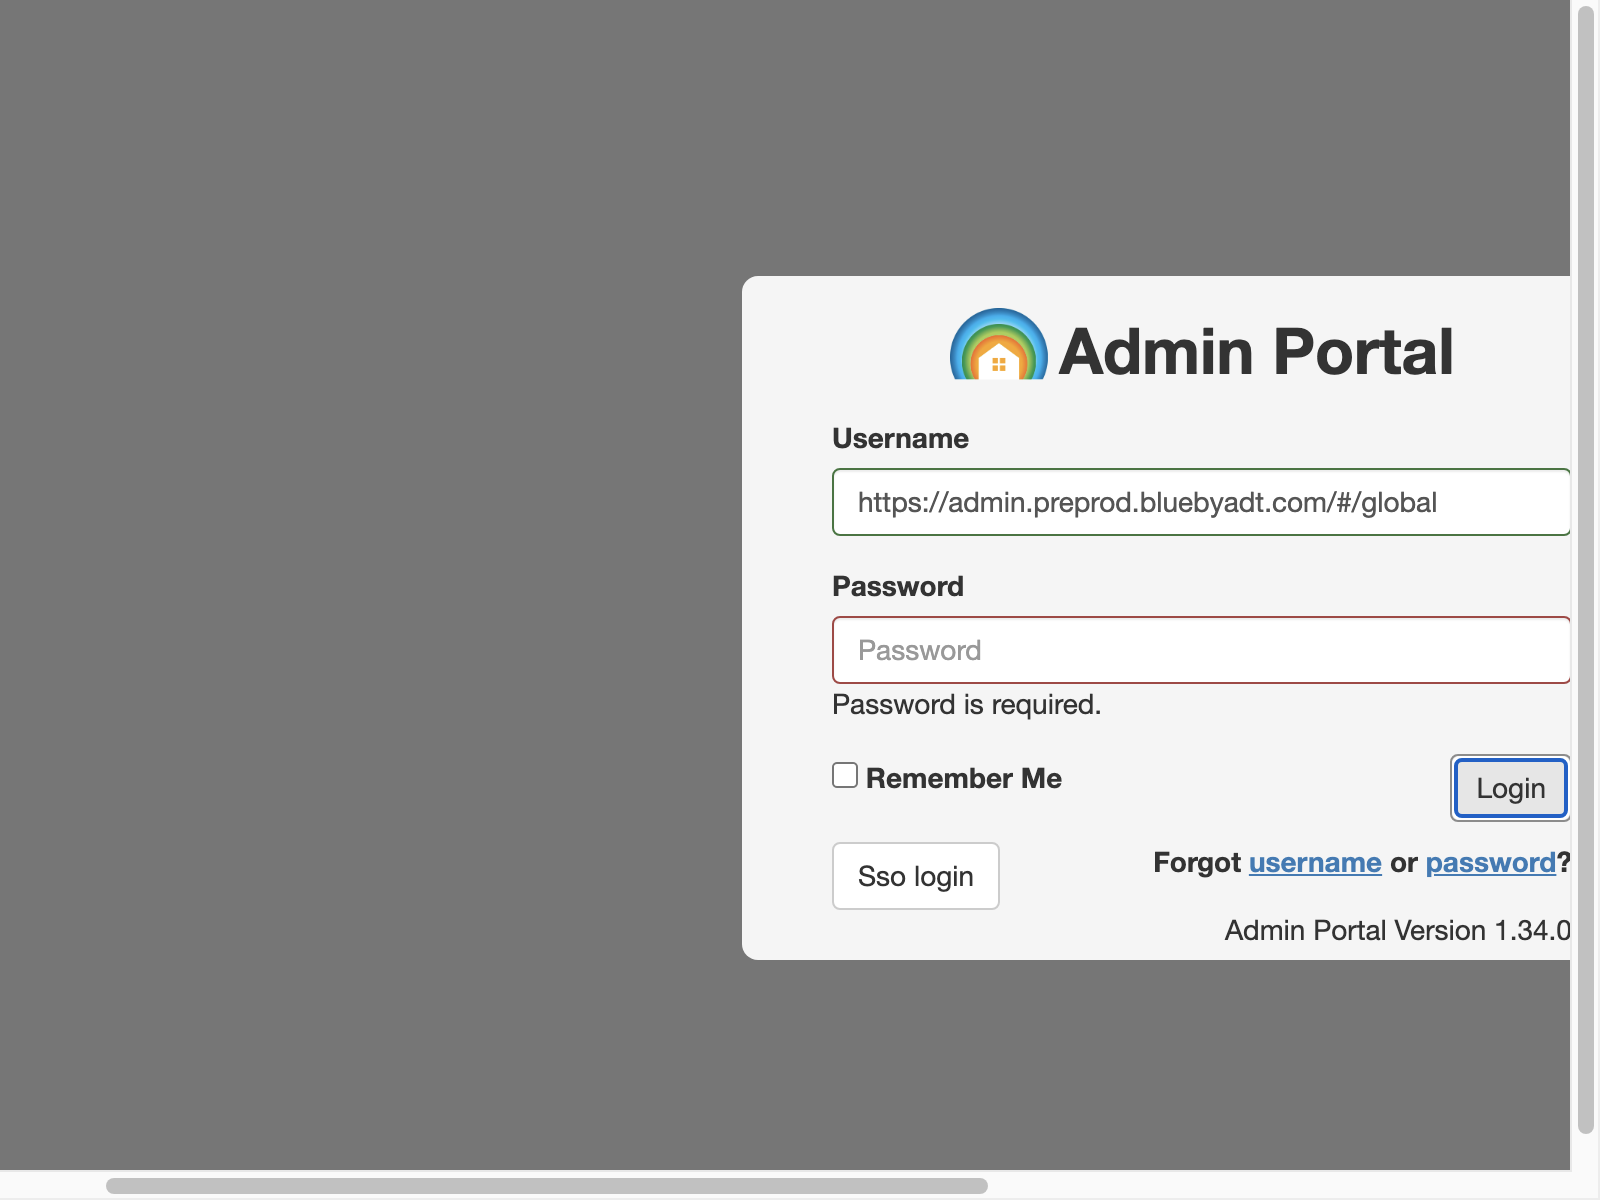 Admin Portal
Username
https://admin.preprod.bluebyadt.com/#/global
Password
Password
Password is required.
Remember Me
Login
Sso login
Forgot username or password?
Admin Portal Version 1.34.0